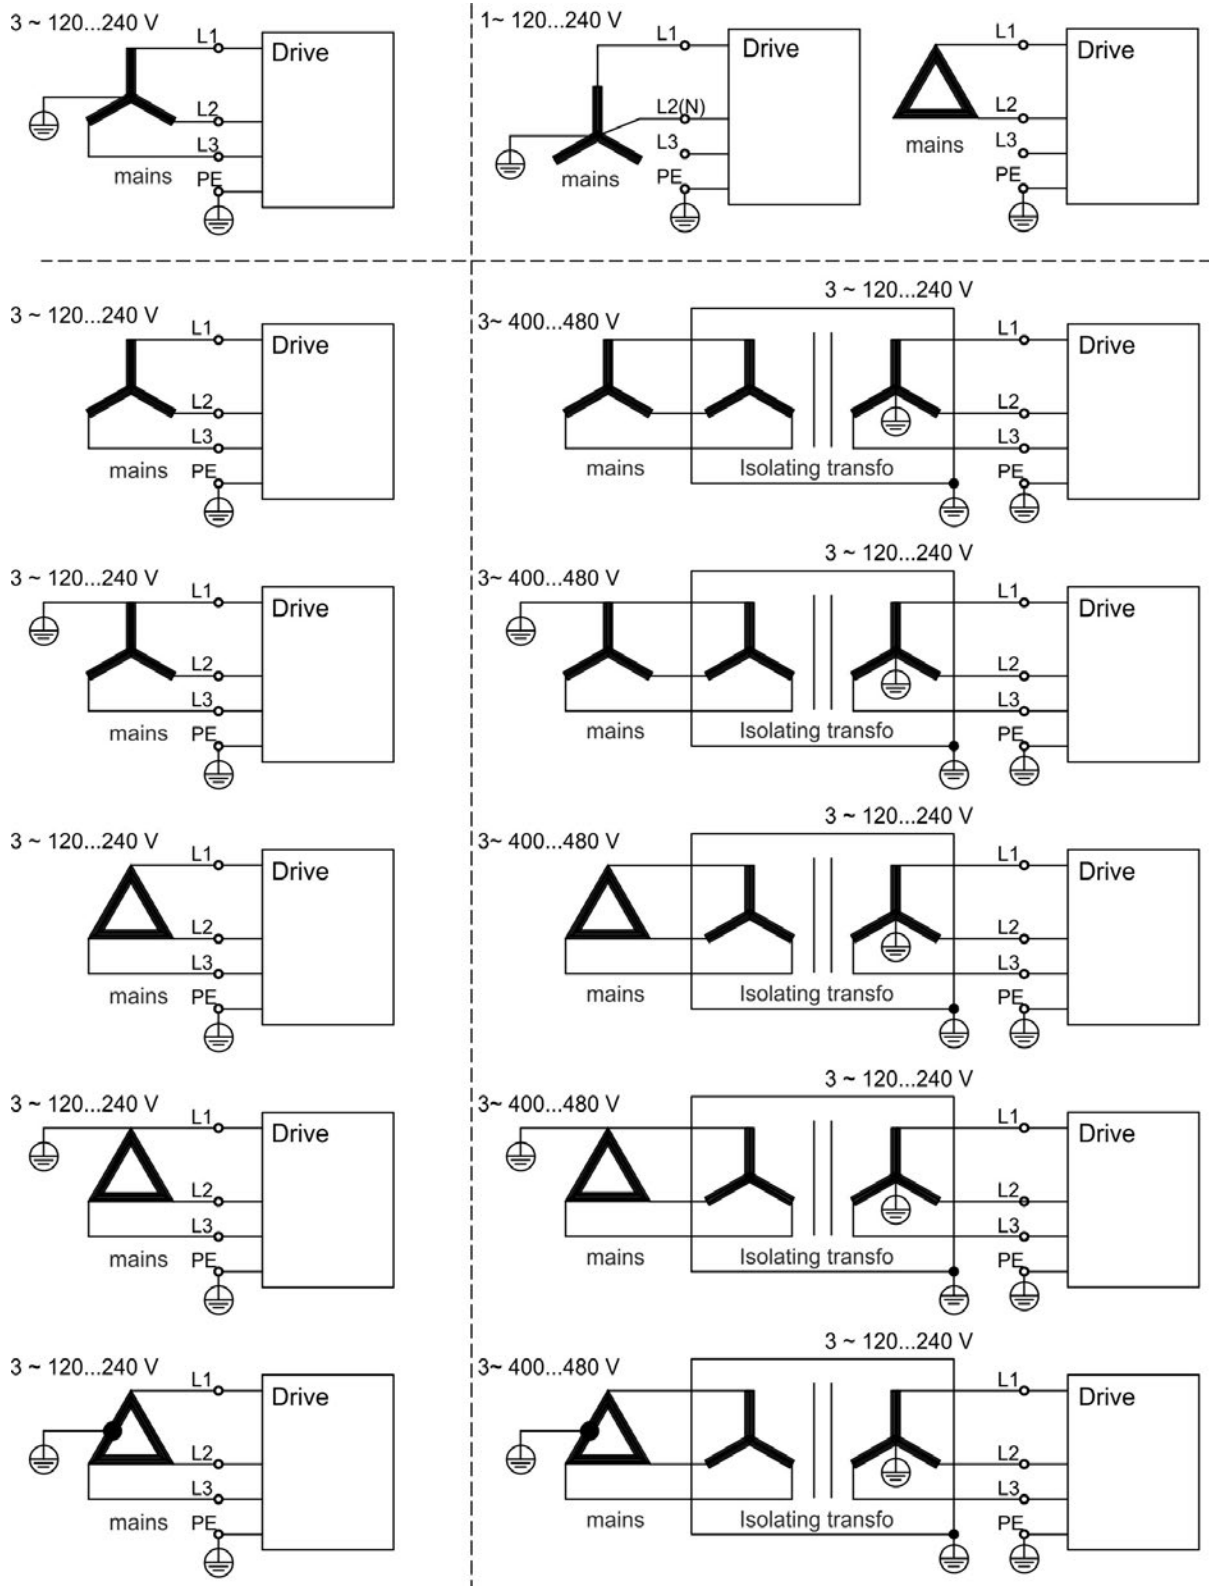 3 ~ 120...240 V
L1
Drive
L2
L3
mains
PE
1~ 120...240 V
L1
Drive
L2(N)
L3
mains
PE
L1
Drive
L2
mains
L3
PE
3 ~ 120...240 V
L1
Drive
L2
L3
mains
PE
3 ~ 120...240 V
3~ 400...480 V
L1
Drive
L2
L3
mains
Isolating transfo
PE
3 ~ 120...240 V
L1
Drive
L2
L3
mains
PE
3 ~ 120...240 V
3~ 400...480 V
L1
Drive
L2
L3
mains
Isolating transfo
PE
3 ~ 120...240 V
L1
Drive
L2
L3
mains
PE
3 ~ 120...240 V
3~ 400...480 V
L1
Drive
L2
L3
mains
Isolating transfo
PE
3 ~ 120...240 V
L1
Drive
L2
L3
mains
PE
3 ~ 120...240 V
3~ 400...480 V
L1
Drive
L2
L3
mains
Isolating transfo
PE
3 ~ 120...240 V
L1
Drive
L2
L3
mains
PE
3 ~ 120...240 V
3~ 400...480 V
L1
Drive
L2
L3
mains
Isolating transfo
PE